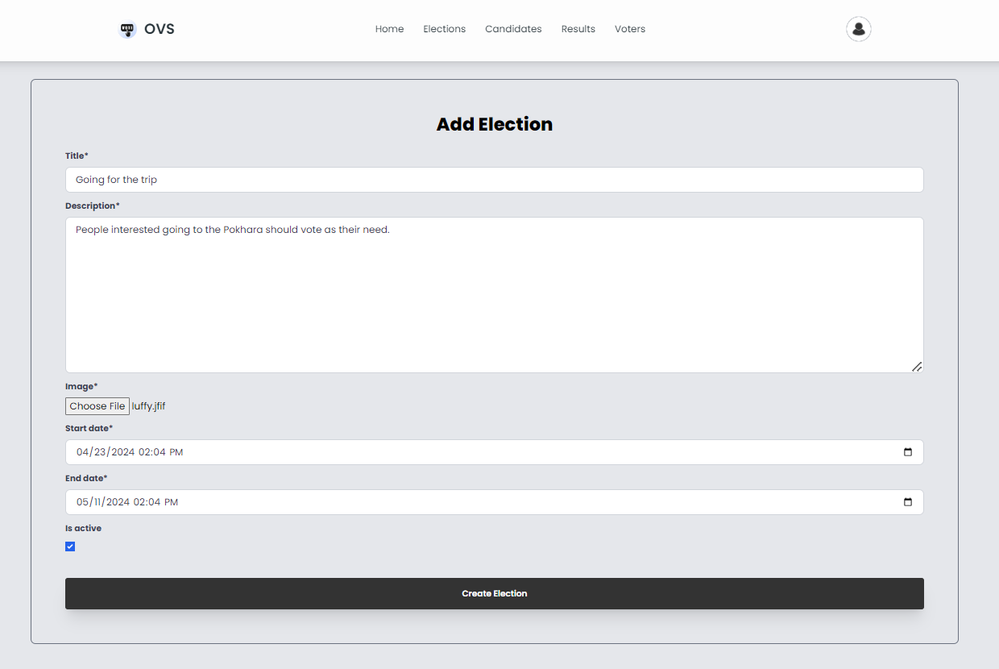 OVS
Home Elections Candidates Results Voters
Add Election
Title*
Going for the trip
Description*
People interested going to the Pokhara should vote as their need.
Image*
Choose File luffy.jfif
Start date*
04/23/2024 02:04 PM
End date*
05/11/2024 02:04 PM
Is active
Create Election